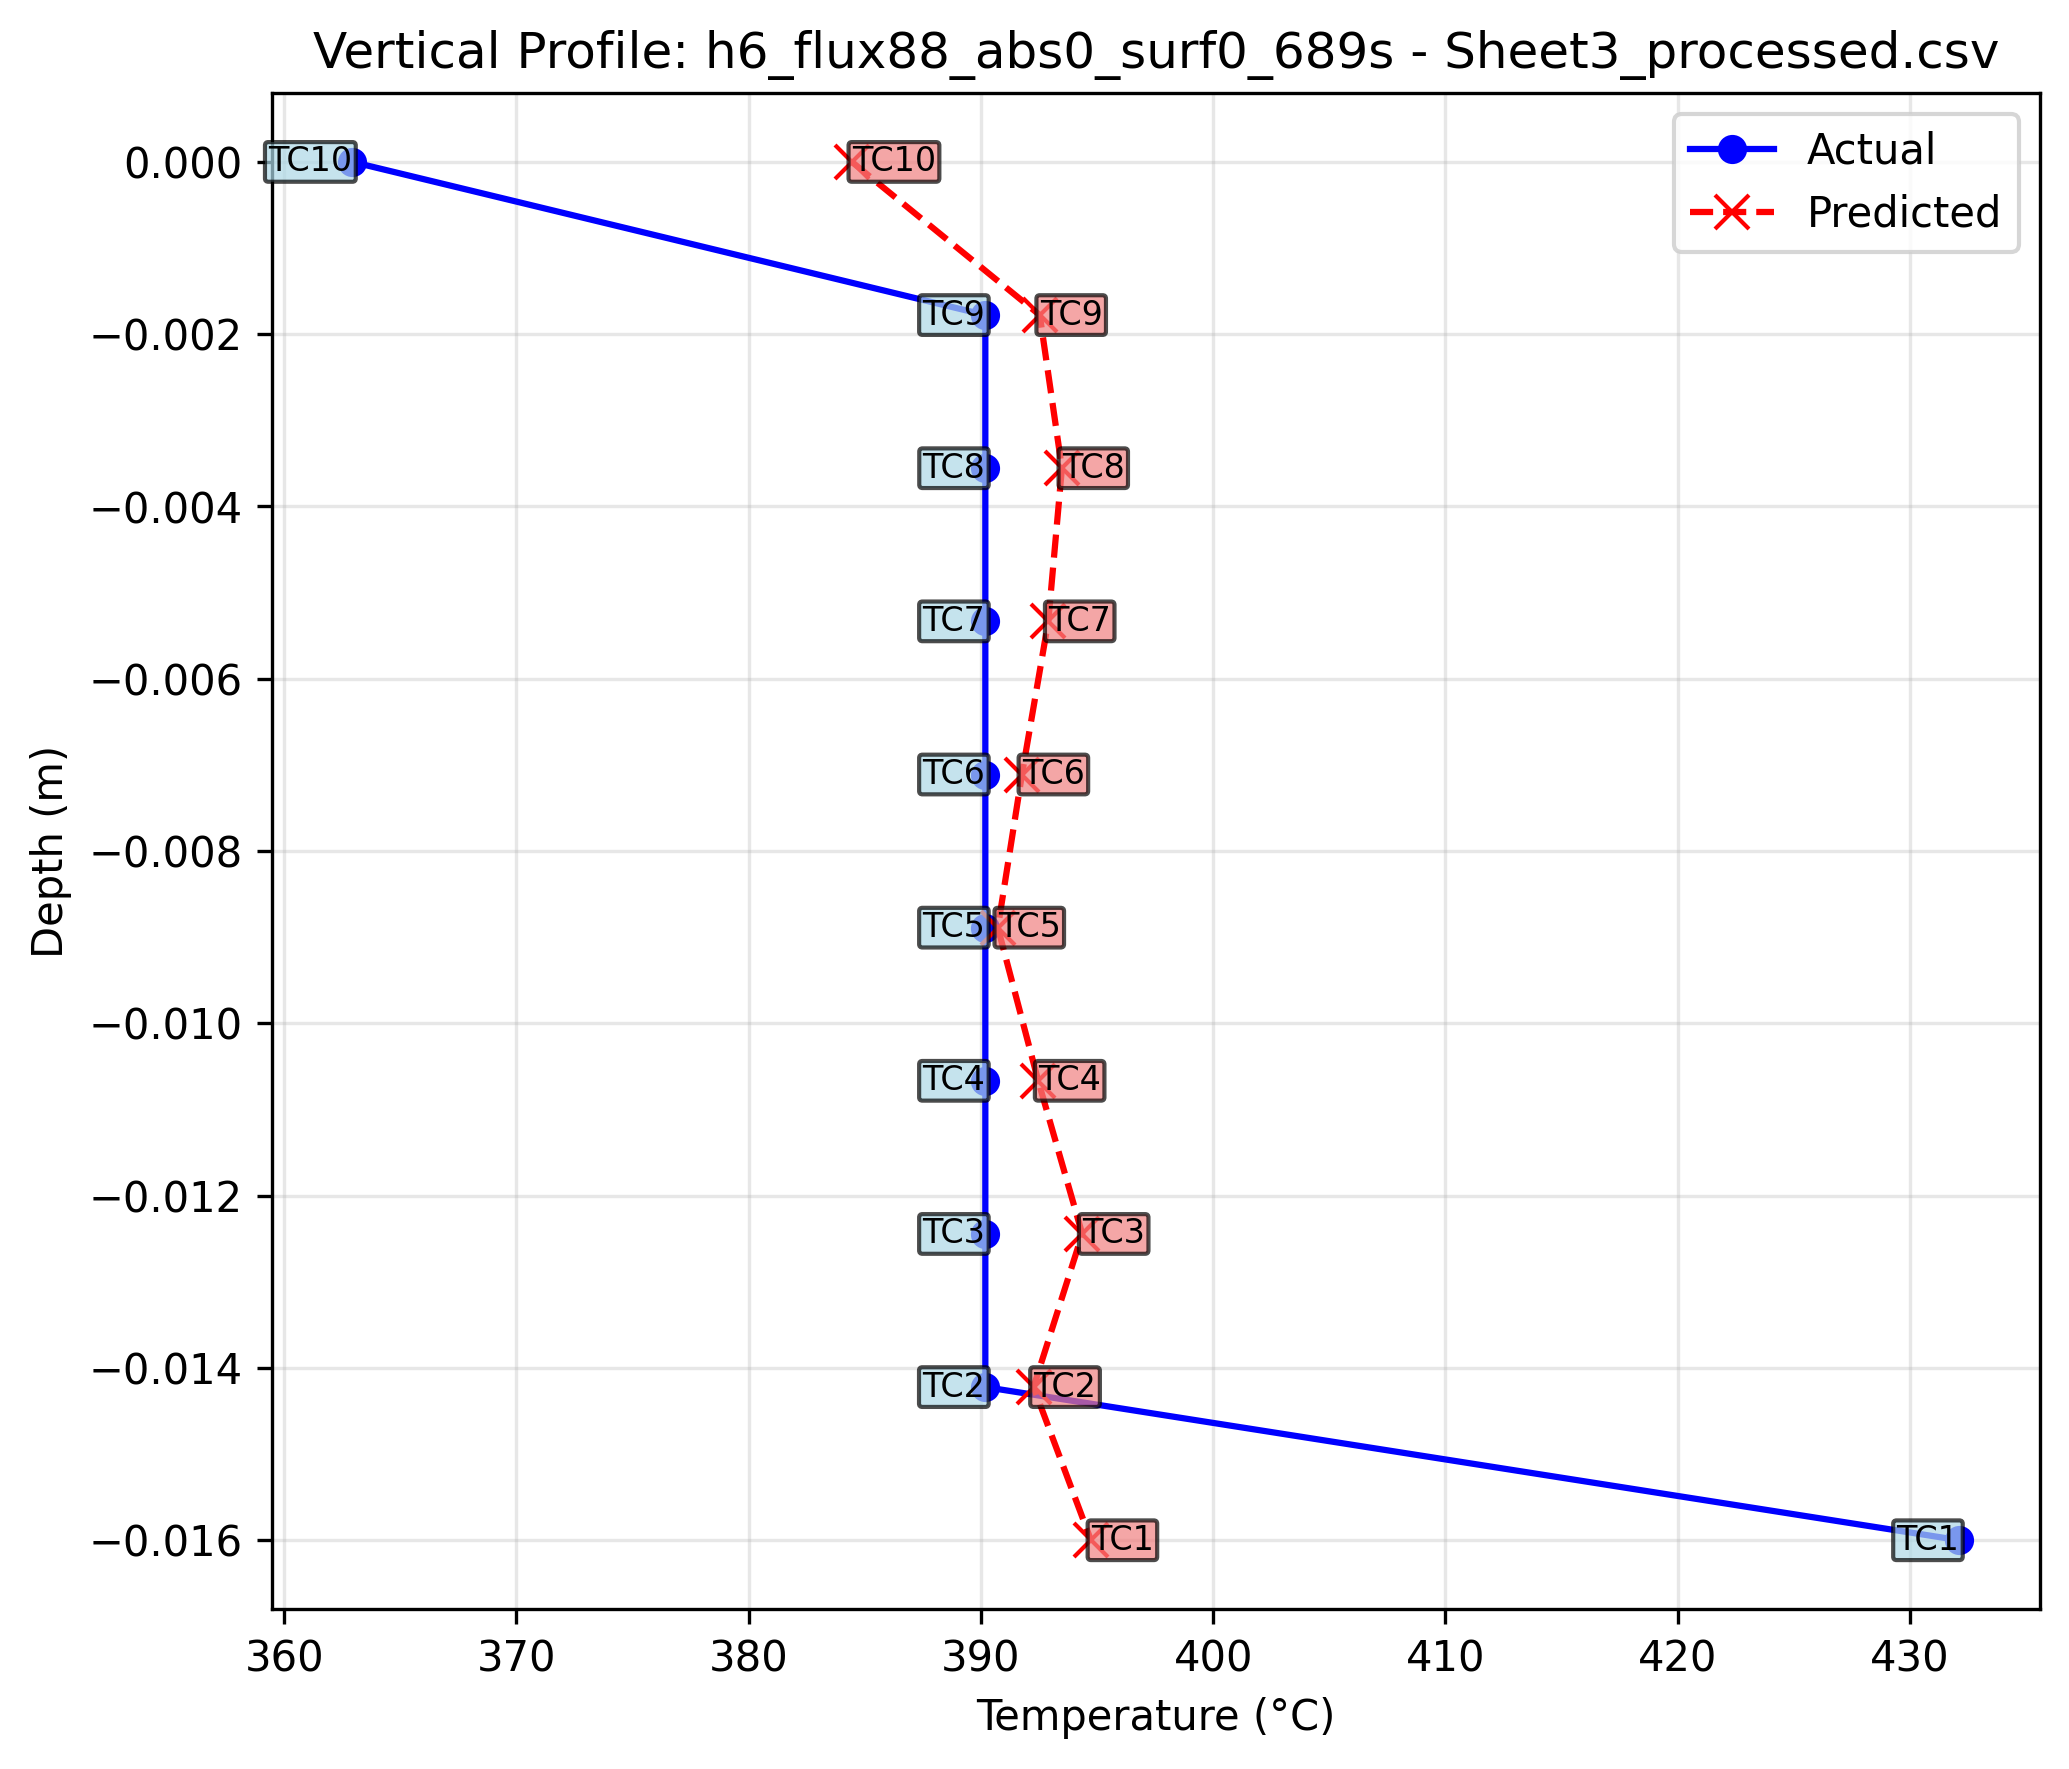 Vertical Profile: h6_flux88_abs0_surf0_689s - Sheet3_processed.csv
Actual
Predicted
0.000
−0.002
−0.004
−0.006
−0.008
−0.010
−0.012
−0.014
−0.016
Depth (m)
TC10 TC10
TC9 TC9
TC8 TC8
TC7 TC7
TC6 TC6
TC5 TC5
TC4 TC4
TC3 TC3
TC2 TC2
TC1 TC1
360 370 380 390 400 410 420 430
Temperature (°C)